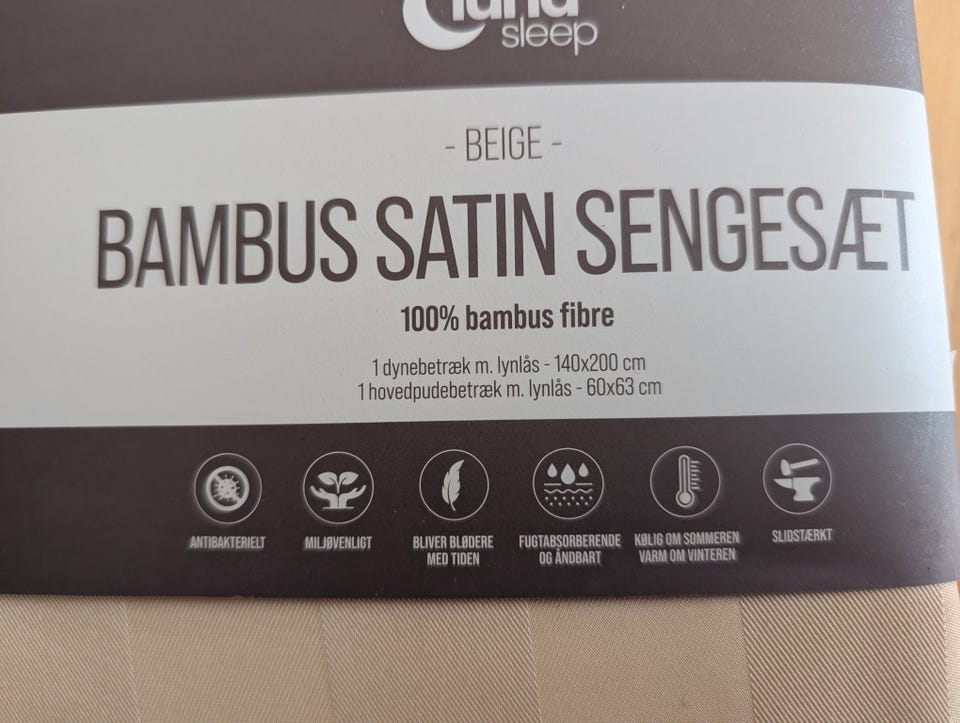 sleep
- BEIGE -
BAMBUS SATIN SENGESÆT
100% bambus fibre
1 dynebetræk m. lynlås - 140x200 cm
1 hovedpudebetræk m. lynlås - 60x63 cm
ANTIBAKTERIELT
MILJØVENLIGT
BLIVER BLØDERE
MED TIDEN
FUGTABSORBERENDE
OG ÅNDBART
KØLIG OM SOMMEREN
VARM OM VINTEREN
SLIDSTÆRKT